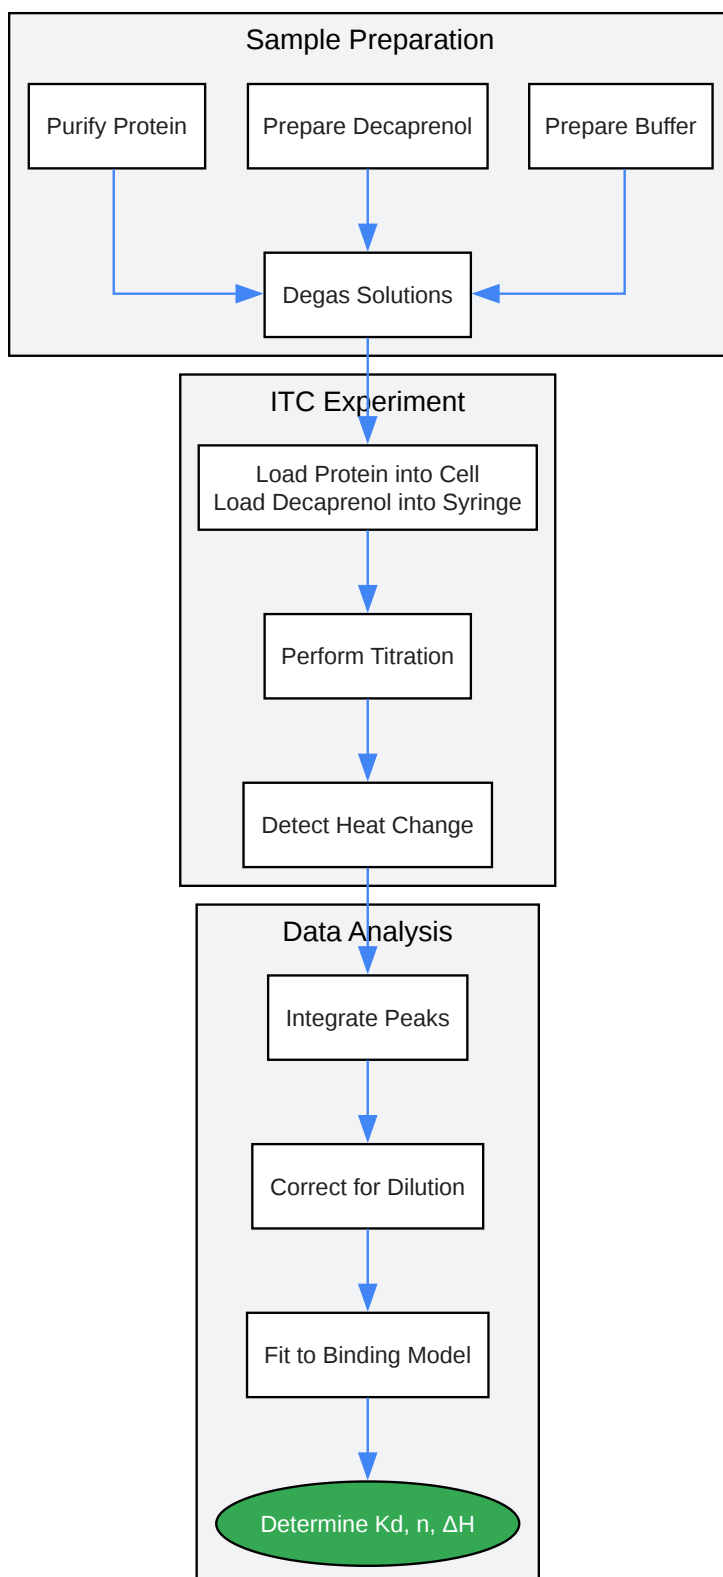 Sample Preparation
Purify Protein
Prepare Decaprenol
Prepare Buffer
Degas Solutions
ITC Experiment
Load Protein into Cell
Load Decaprenol into Syringe
Perform Titration
Detect Heat Change
Data Analysis
Integrate Peaks
Correct for Dilution
Fit to Binding Model
Determine Kd, n, ΔH